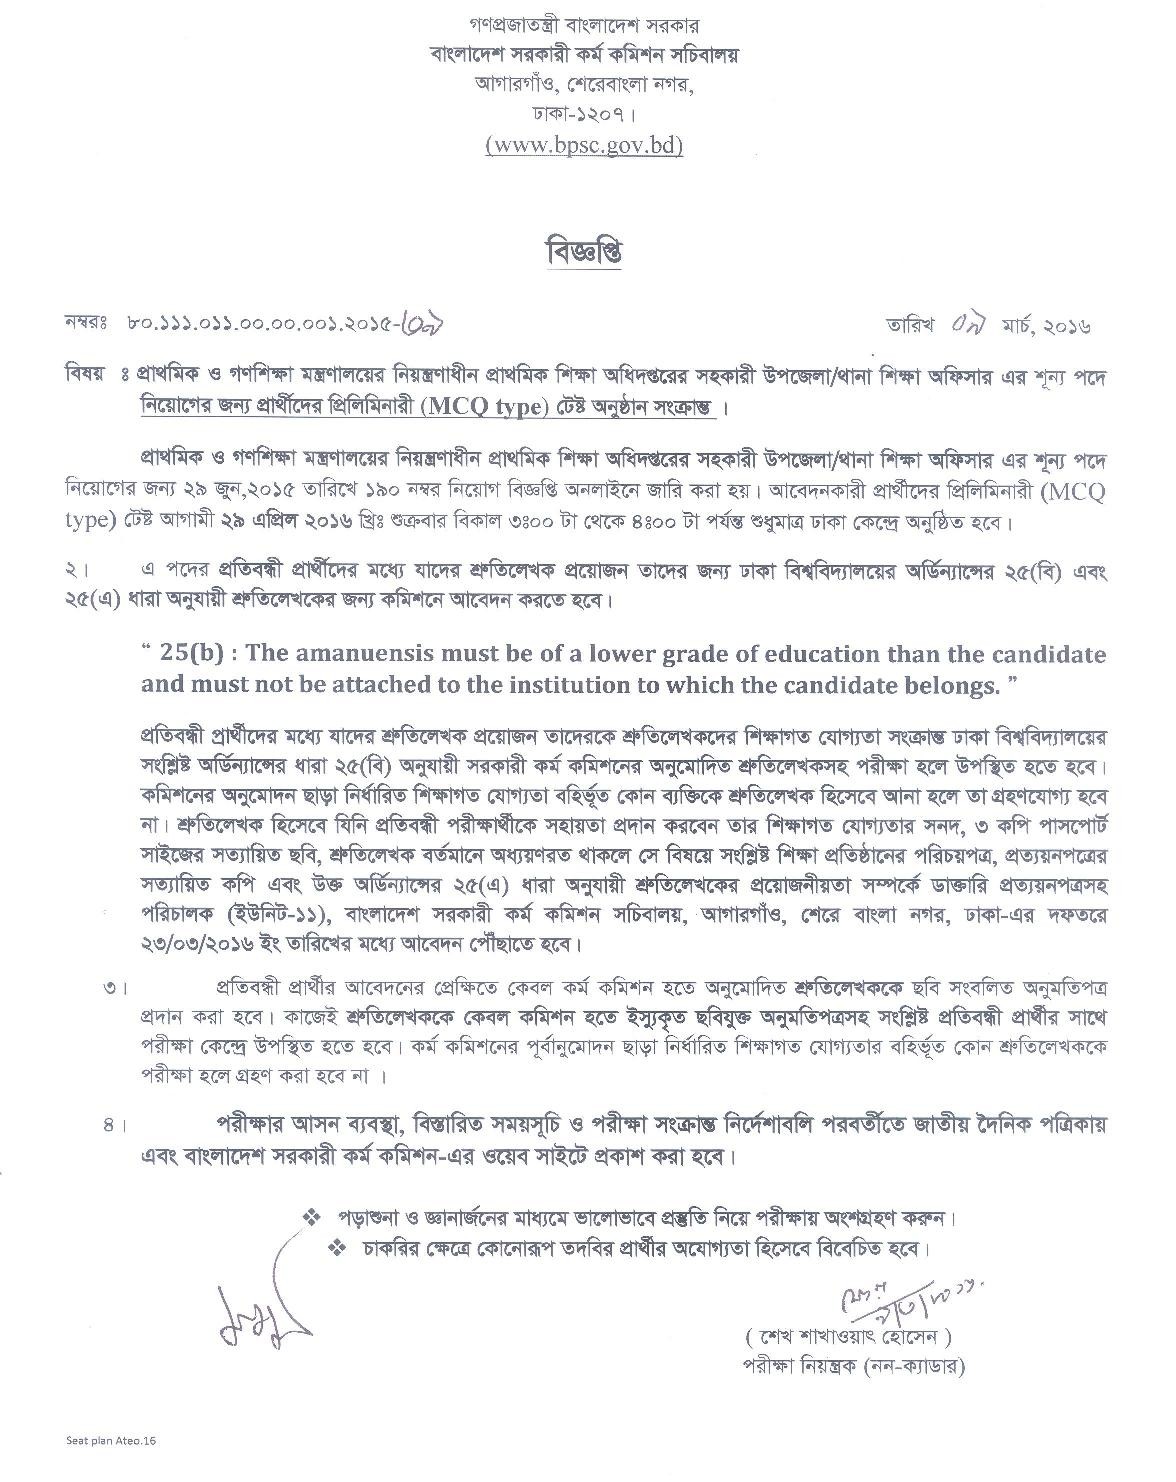 গণপ্রজাতন্ত্রী বাংলাদেশ সরকার
বাংলাদেশ সরকারী কর্ম কমিশন সচিবালয়
আগারগাঁও, শেরেবাংলা নগর,
ঢাকা-১২০৭।
(www.bpsc.gov.bd)
বিজ্ঞপ্তি
নম্বরঃ ৮০.১১১.০১১.০০.০০.০০১.২০১৫-
তারিখ ০৯ মার্চ, ২০১৬
বিষয় ঃ প্রাথমিক ও গণশিক্ষা মন্ত্রণালয়ের নিয়ন্ত্রণাধীন প্রাথমিক শিক্ষা অধিদপ্তরের সহকারী উপজেলা/থানা শিক্ষা অফিসার এর শূন্য পদে
নিয়োগের জন্য প্রার্থীদের প্রিলিমিনারী (MCQ type) টেষ্ট অনুষ্ঠান সংক্রান্ত ।
প্রাথমিক ও গণশিক্ষা মন্ত্রণালয়ের নিয়ন্ত্রণাধীন প্রাথমিক শিক্ষা অধিদপ্তরের সহকারী উপজেলা/থানা শিক্ষা অফিসার এর শূন্য পদে
নিয়োগের জন্য ২৯ জুন,২০১৫ তারিখে ১৯০ নম্বর নিয়োগ বিজ্ঞপ্তি অনলাইনে জারি করা হয়। আবেদনকারী প্রার্থীদের প্রিলিমিনারী (MCQ
type) টেষ্ট আগামী ২৯ এপ্রিল ২০১৬ খ্রিঃ শুক্রবার বিকাল ৩ঃ০০ টা থেকে ৪ঃ০০ টা পর্যন্ত শুধুমাত্র ঢাকা কেন্দ্রে অনুষ্ঠিত হবে।
২। এ পদের প্রতিবন্ধী প্রার্থীদের মধ্যে যাদের শ্রুতিলেখক প্রয়োজন তাদের জন্য ঢাকা বিশ্ববিদ্যালয়ের অর্ডিন্যান্সের ২৫(বি) এবং
২৫(এ) ধারা অনুযায়ী শ্রুতিলেখকের জন্য কমিশনে আবেদন করতে হবে।
“ 25(b) : The amanuensis must be of a lower grade of education than the candidate
and must not be attached to the institution to which the candidate belongs. ”
প্রতিবন্ধী প্রার্থীদের মধ্যে যাদের শ্রুতিলেখক প্রয়োজন তাদেরকে শ্রুতিলেখকদের শিক্ষাগত যোগ্যতা সংক্রান্ত ঢাকা বিশ্ববিদ্যালয়ের
সংশ্লিষ্ট অর্ডিন্যান্সের ধারা ২৫(বি) অনুযায়ী সরকারী কর্ম কমিশনের অনুমোদিত শ্রুতিলেখকসহ পরীক্ষা হলে উপস্থিত হতে হবে।
কমিশনের অনুমোদন ছাড়া নির্ধারিত শিক্ষাগত যোগ্যতা বহির্ভূত কোন ব্যক্তিকে শ্রুতিলেখক হিসেবে আনা হলে তা গ্রহণযোগ্য হবে
না। শ্রুতিলেখক হিসেবে যিনি প্রতিবন্ধী পরীক্ষার্থীকে সহায়তা প্রদান করবেন তার শিক্ষাগত যোগ্যতার সনদ, ৩ কপি পাসপোর্ট
সাইজের সত্যায়িত ছবি, শ্রুতিলেখক বর্তমানে অধ্যয়ণরত থাকলে সে বিষয়ে সংশ্লিষ্ট শিক্ষা প্রতিষ্ঠানের পরিচয়পত্র, প্রত্যয়নপত্রের
সত্যায়িত কপি এবং উক্ত অর্ডিন্যান্সের ২৫(এ) ধারা অনুযায়ী শ্রুতিলেখকের প্রয়োজনীয়তা সম্পর্কে ডাক্তারি প্রত্যয়নপত্রসহ
পরিচালক (ইউনিট-১১), বাংলাদেশ সরকারী কর্ম কমিশন সচিবালয়, আগারগাঁও, শেরে বাংলা নগর, ঢাকা-এর দফতরে
২৩/০৩/২০১৬ ইং তারিখের মধ্যে আবেদন পৌঁছাতে হবে।
৩। প্রতিবন্ধী প্রার্থীর আবেদনের প্রেক্ষিতে কেবল কর্ম কমিশন হতে অনুমোদিত শ্রুতিলেখককে ছবি সংবলিত অনুমতিপত্র
প্রদান করা হবে। কাজেই শ্রুতিলেখককে কেবল কমিশন হতে ইস্যুকৃত ছবিযুক্ত অনুমতিপত্রসহ সংশ্লিষ্ট প্রতিবন্ধী প্রার্থীর সাথে
পরীক্ষা কেন্দ্রে উপস্থিত হতে হবে। কর্ম কমিশনের পূর্বানুমোদন ছাড়া নির্ধারিত শিক্ষাগত যোগ্যতার বহির্ভূত কোন শ্রুতিলেখককে
পরীক্ষা হলে গ্রহণ করা হবে না ।
৪। পরীক্ষার আসন ব্যবস্থা, বিস্তারিত সময়সূচি ও পরীক্ষা সংক্রান্ত নির্দেশাবলি পরবর্তীতে জাতীয় দৈনিক পত্রিকায়
এবং বাংলাদেশ সরকারী কর্ম কমিশন-এর ওয়েব সাইটে প্রকাশ করা হবে।
❖ পড়াশুনা ও জ্ঞানার্জনের মাধ্যমে ভালোভাবে প্রস্তুতি নিয়ে পরীক্ষায় অংশগ্রহণ করুন।
❖ চাকরির ক্ষেত্রে কোনোরূপ তদবির প্রার্থীর অযোগ্যতা হিসেবে বিবেচিত হবে।
( শেখ শাখাওয়াৎ হোসেন )
পরীক্ষা নিয়ন্ত্রক (নন-ক্যাডার)
Seat plan Ateo.16